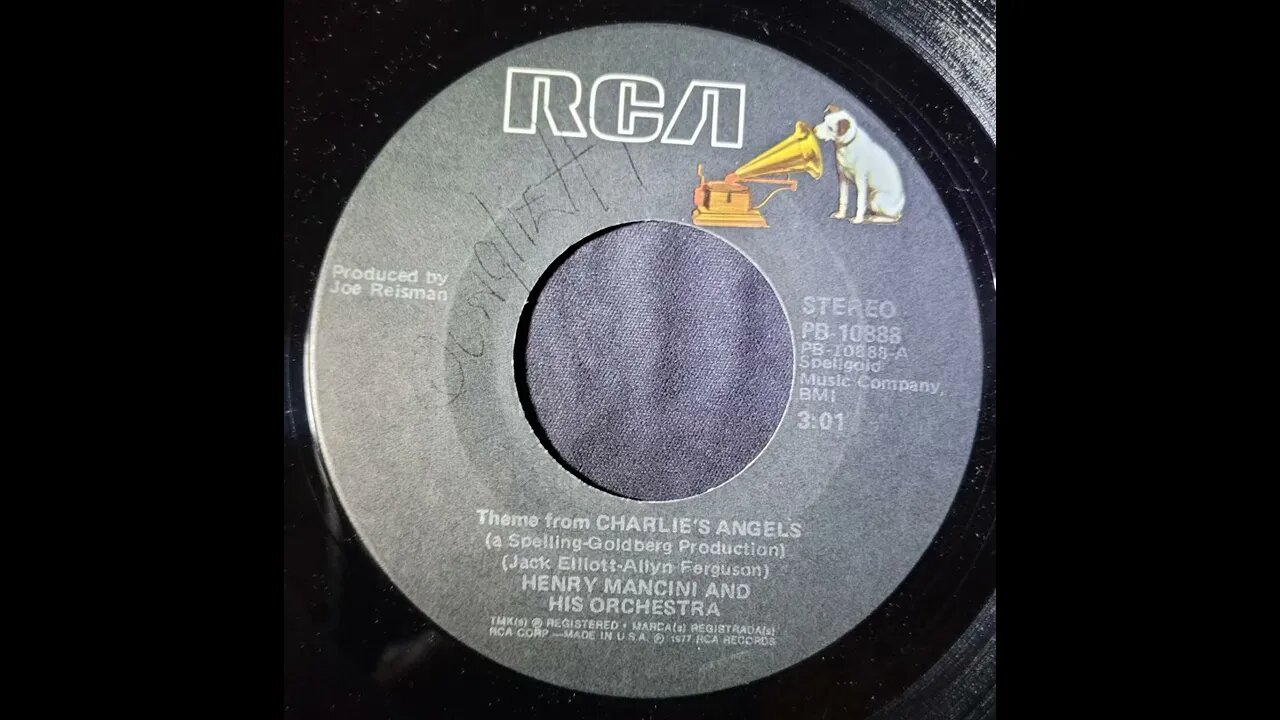 RCA
Produced by
Joe Reisman
STEREO
PB-10888
PB-10888-A
Spellgold
Music Company,
BMI
3:01
Theme from CHARLIE'S ANGELS
(a Spelling-Goldberg Production)
(Jack Elliott-Allyn Ferguson)
HENRY MANCINI AND
HIS ORCHESTRA
TMK(s) ® REGISTERED • MARCA(s) REGISTRADA(s)
RCA CORP—MADE IN U.S.A. ℗ 1977 RCA RECORDS